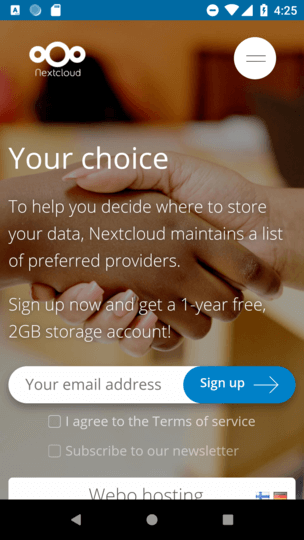 4:25
Nextcloud
Your choice
To help you decide where to store
your data, Nextcloud maintains a list
of preferred providers.
Sign up now and get a 1-year free,
2GB storage account!
Your email address
Sign up
I agree to the Terms of service
Subscribe to our newsletter
Webo hosting